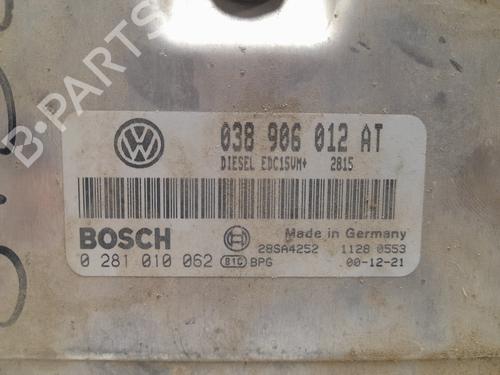 038 906 012 AT
DIESEL EDC15VM+ 2815
BOSCH
Made in Germany
28SA4252 1128 0553
0 281 010 062 B1C BPG 00-12-21